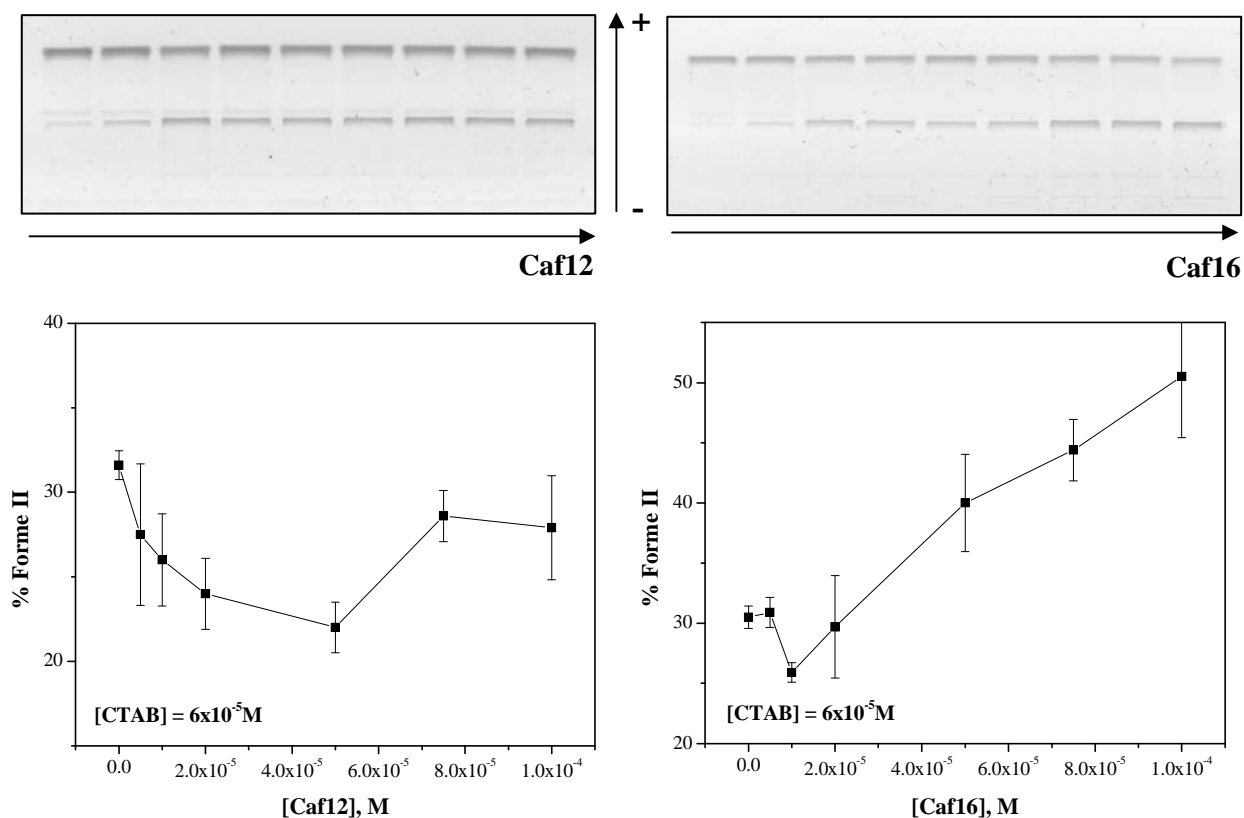 +
-
Caf12
Caf16
40
30
20
% Forme II
[CTAB] = 6x10⁻⁵M
0.0 2.0x10⁻⁵ 4.0x10⁻⁵ 6.0x10⁻⁵ 8.0x10⁻⁵ 1.0x10⁻⁴
[Caf12], M
50
40
30
20
% Forme II
[CTAB] = 6x10⁻⁵M
0.0 2.0x10⁻⁵ 4.0x10⁻⁵ 6.0x10⁻⁵ 8.0x10⁻⁵ 1.0x10⁻⁴
[Caf16], M